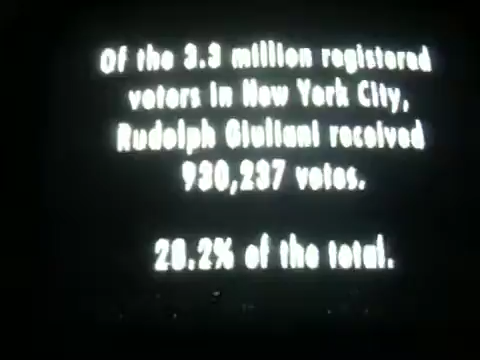 Of the 3.3 million registered
voters in New York City,
Rudolph Giuliani received
930,237 votes.
28.2% of the total.